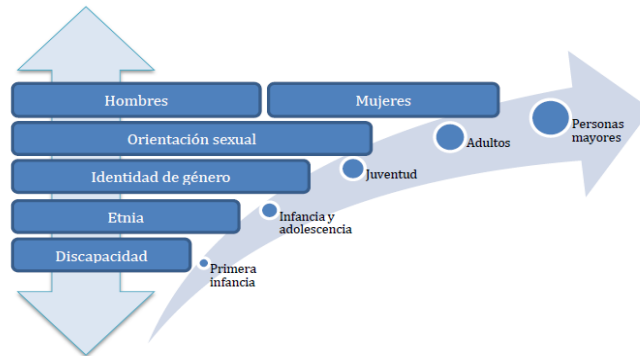 Hombres
Mujeres
Orientación sexual
Identidad de género
Etnia
Discapacidad
Primera
infancia
Infancia y
adolescencia
Juventud
Adultos
Personas
mayores